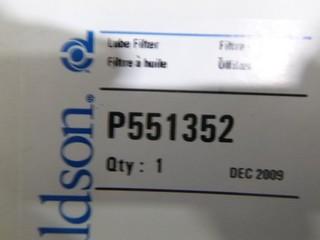 Lube Filter
Filtre à huile
P551352
Qty : 1
DEC 2009
ldson®